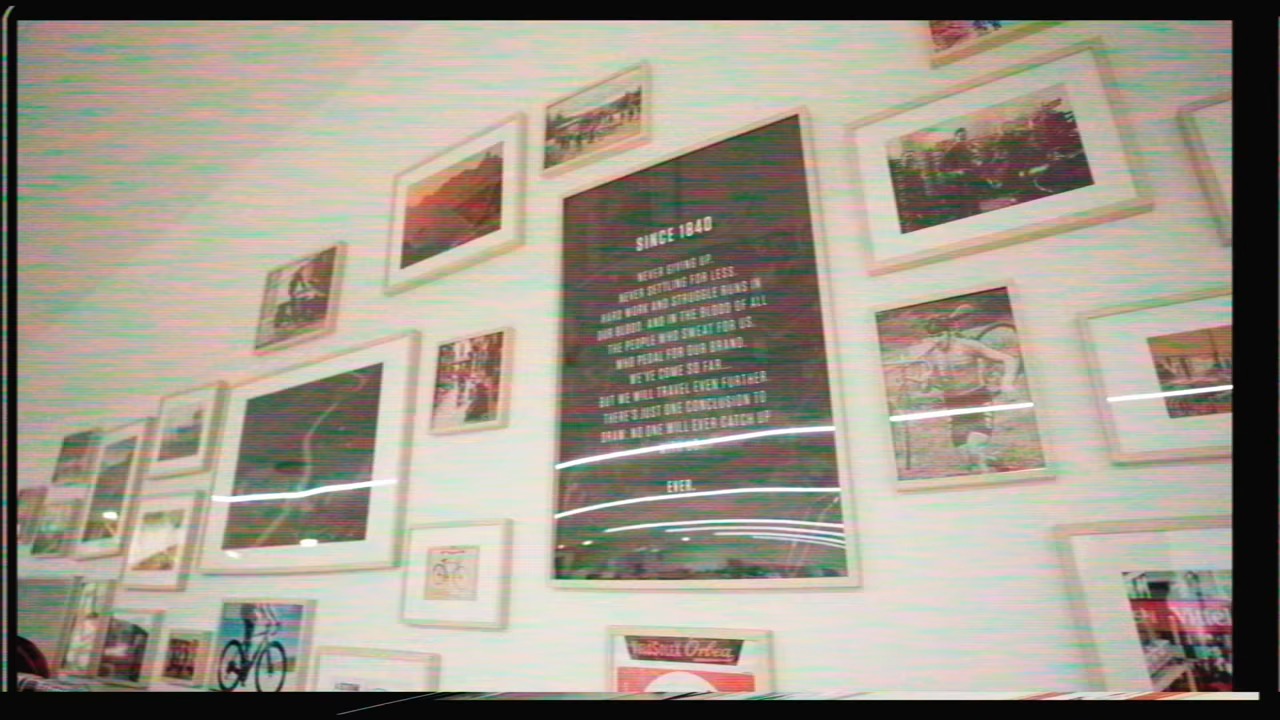 SINCE 1840
NEVER GIVING UP.
NEVER SETTLING FOR LESS.
HARD WORK AND STRUGGLE RUNS IN
OUR BLOOD. AND IN THE BLOOD OF ALL
THE PEOPLE WHO SWEAT FOR US.
WHO PEDAL FOR OUR BRAND.
WE'VE COME SO FAR...
BUT WE WILL TRAVEL EVEN FURTHER.
THERE'S JUST ONE CONCLUSION TO
DRAW: NO ONE WILL EVER CATCH UP
EVER.
VELOSOLEX Orbea